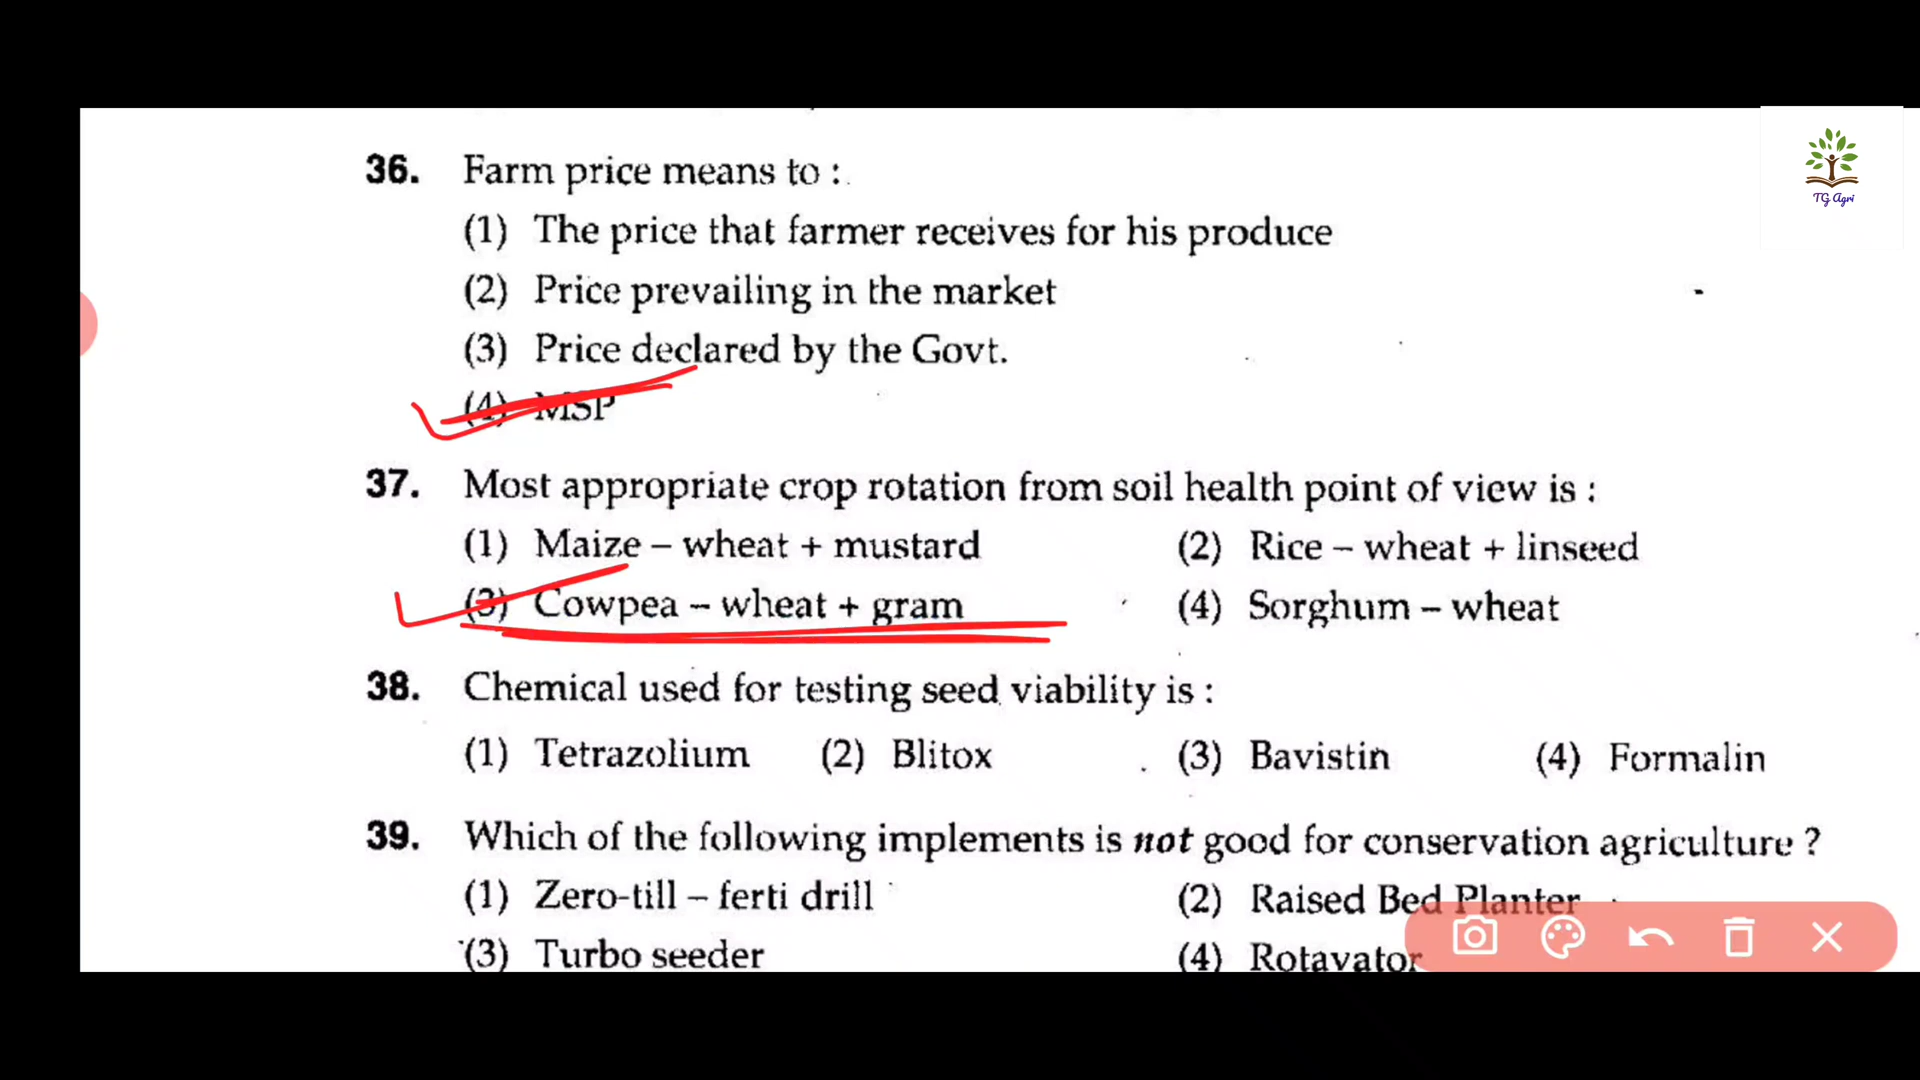 TG Agri
36. Farm price means to :
(1) The price that farmer receives for his produce
(2) Price prevailing in the market
(3) Price declared by the Govt.
(4) MSP
37. Most appropriate crop rotation from soil health point of view is :
(1) Maize – wheat + mustard (2) Rice – wheat + linseed
(3) Cowpea – wheat + gram (4) Sorghum – wheat
38. Chemical used for testing seed viability is :
(1) Tetrazolium (2) Blitox (3) Bavistin (4) Formalin
39. Which of the following implements is not good for conservation agriculture ?
(1) Zero-till – ferti drill (2) Raised Bed Planter
(3) Turbo seeder (4) Rotavator